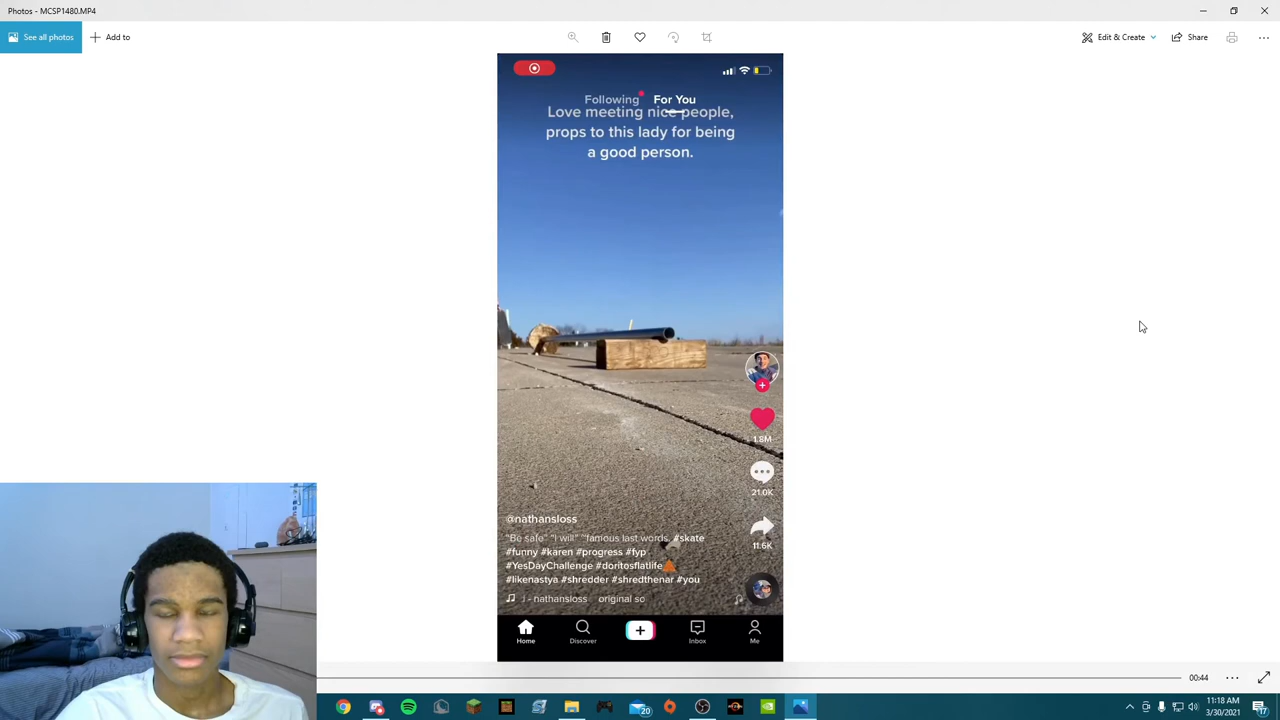 Photos - MCSP1480.MP4
See all photos
Add to
Edit & Create
Share
Following
For You
Love meeting nice people,
props to this lady for being
a good person.
1.8M
21.0K
11.6K
@nathansloss
"Be safe" "I will" *famous last words. #skate
#funny #karen #progress #fyp
#YesDayChallenge #doritosflatlife
#likenastya #shredder #shredthenar #you
- nathansloss original so
Home
Discover
Inbox
Me
00:44
20
11:18 AM
3/30/2021
17